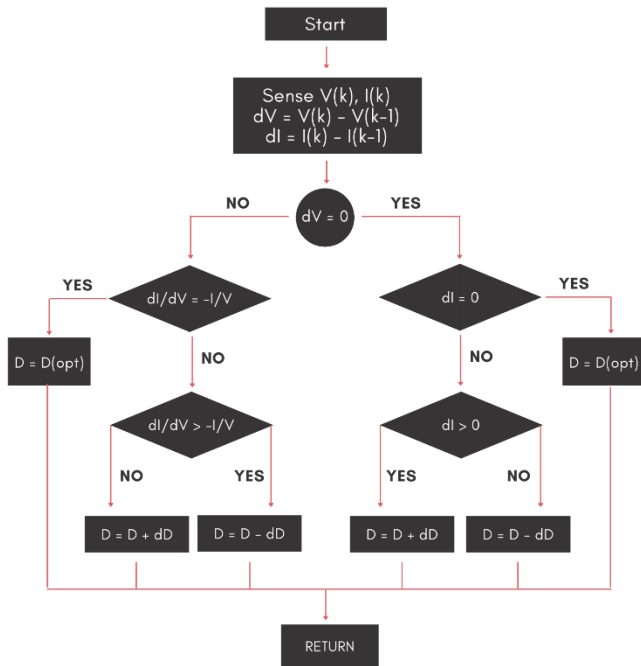 Start
Sense V(k), I(k)
dV = V(k) - V(k-1)
dI = I(k) - I(k-1)
NO
YES
dV = 0
YES
dI/dV = -I/V
dI = 0
YES
D = D(opt)
NO
NO
D = D(opt)
dI/dV > -I/V
dI > 0
NO
YES
YES
NO
D = D + dD
D = D - dD
D = D + dD
D = D - dD
RETURN